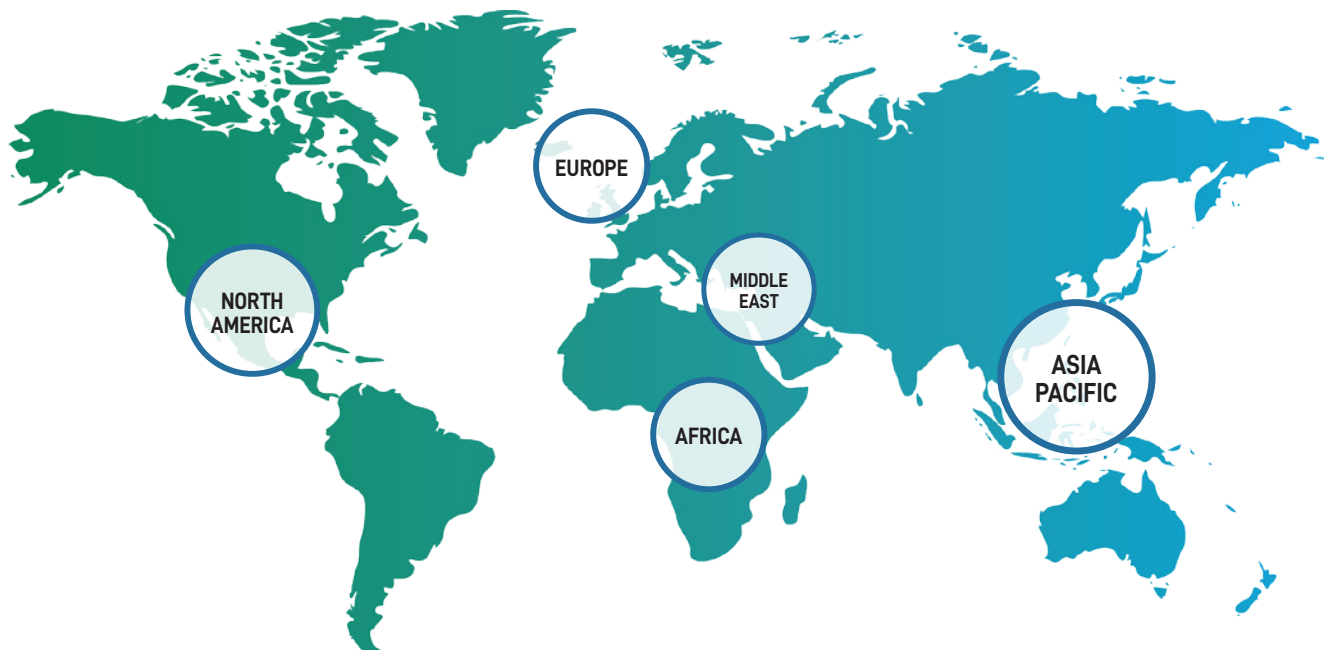 EUROPE
MIDDLE
EAST
NORTH
AMERICA
ASIA
PACIFIC
AFRICA